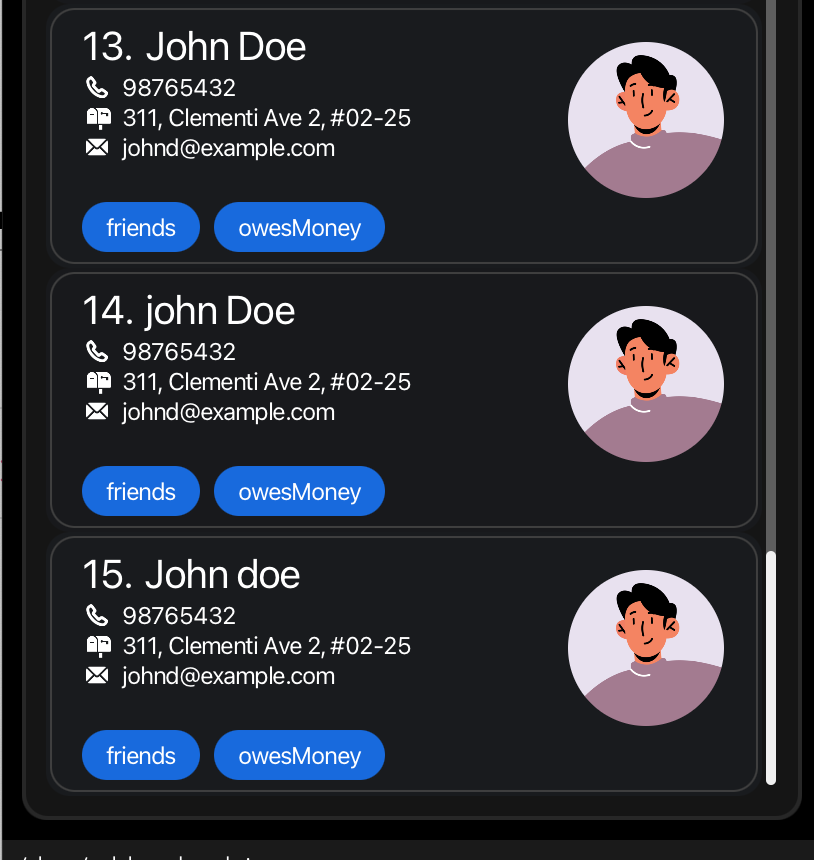 13. John Doe
98765432
311, Clementi Ave 2, #02-25
johnd@example.com
friends owesMoney
14. john Doe
98765432
311, Clementi Ave 2, #02-25
johnd@example.com
friends owesMoney
15. John doe
98765432
311, Clementi Ave 2, #02-25
johnd@example.com
friends owesMoney